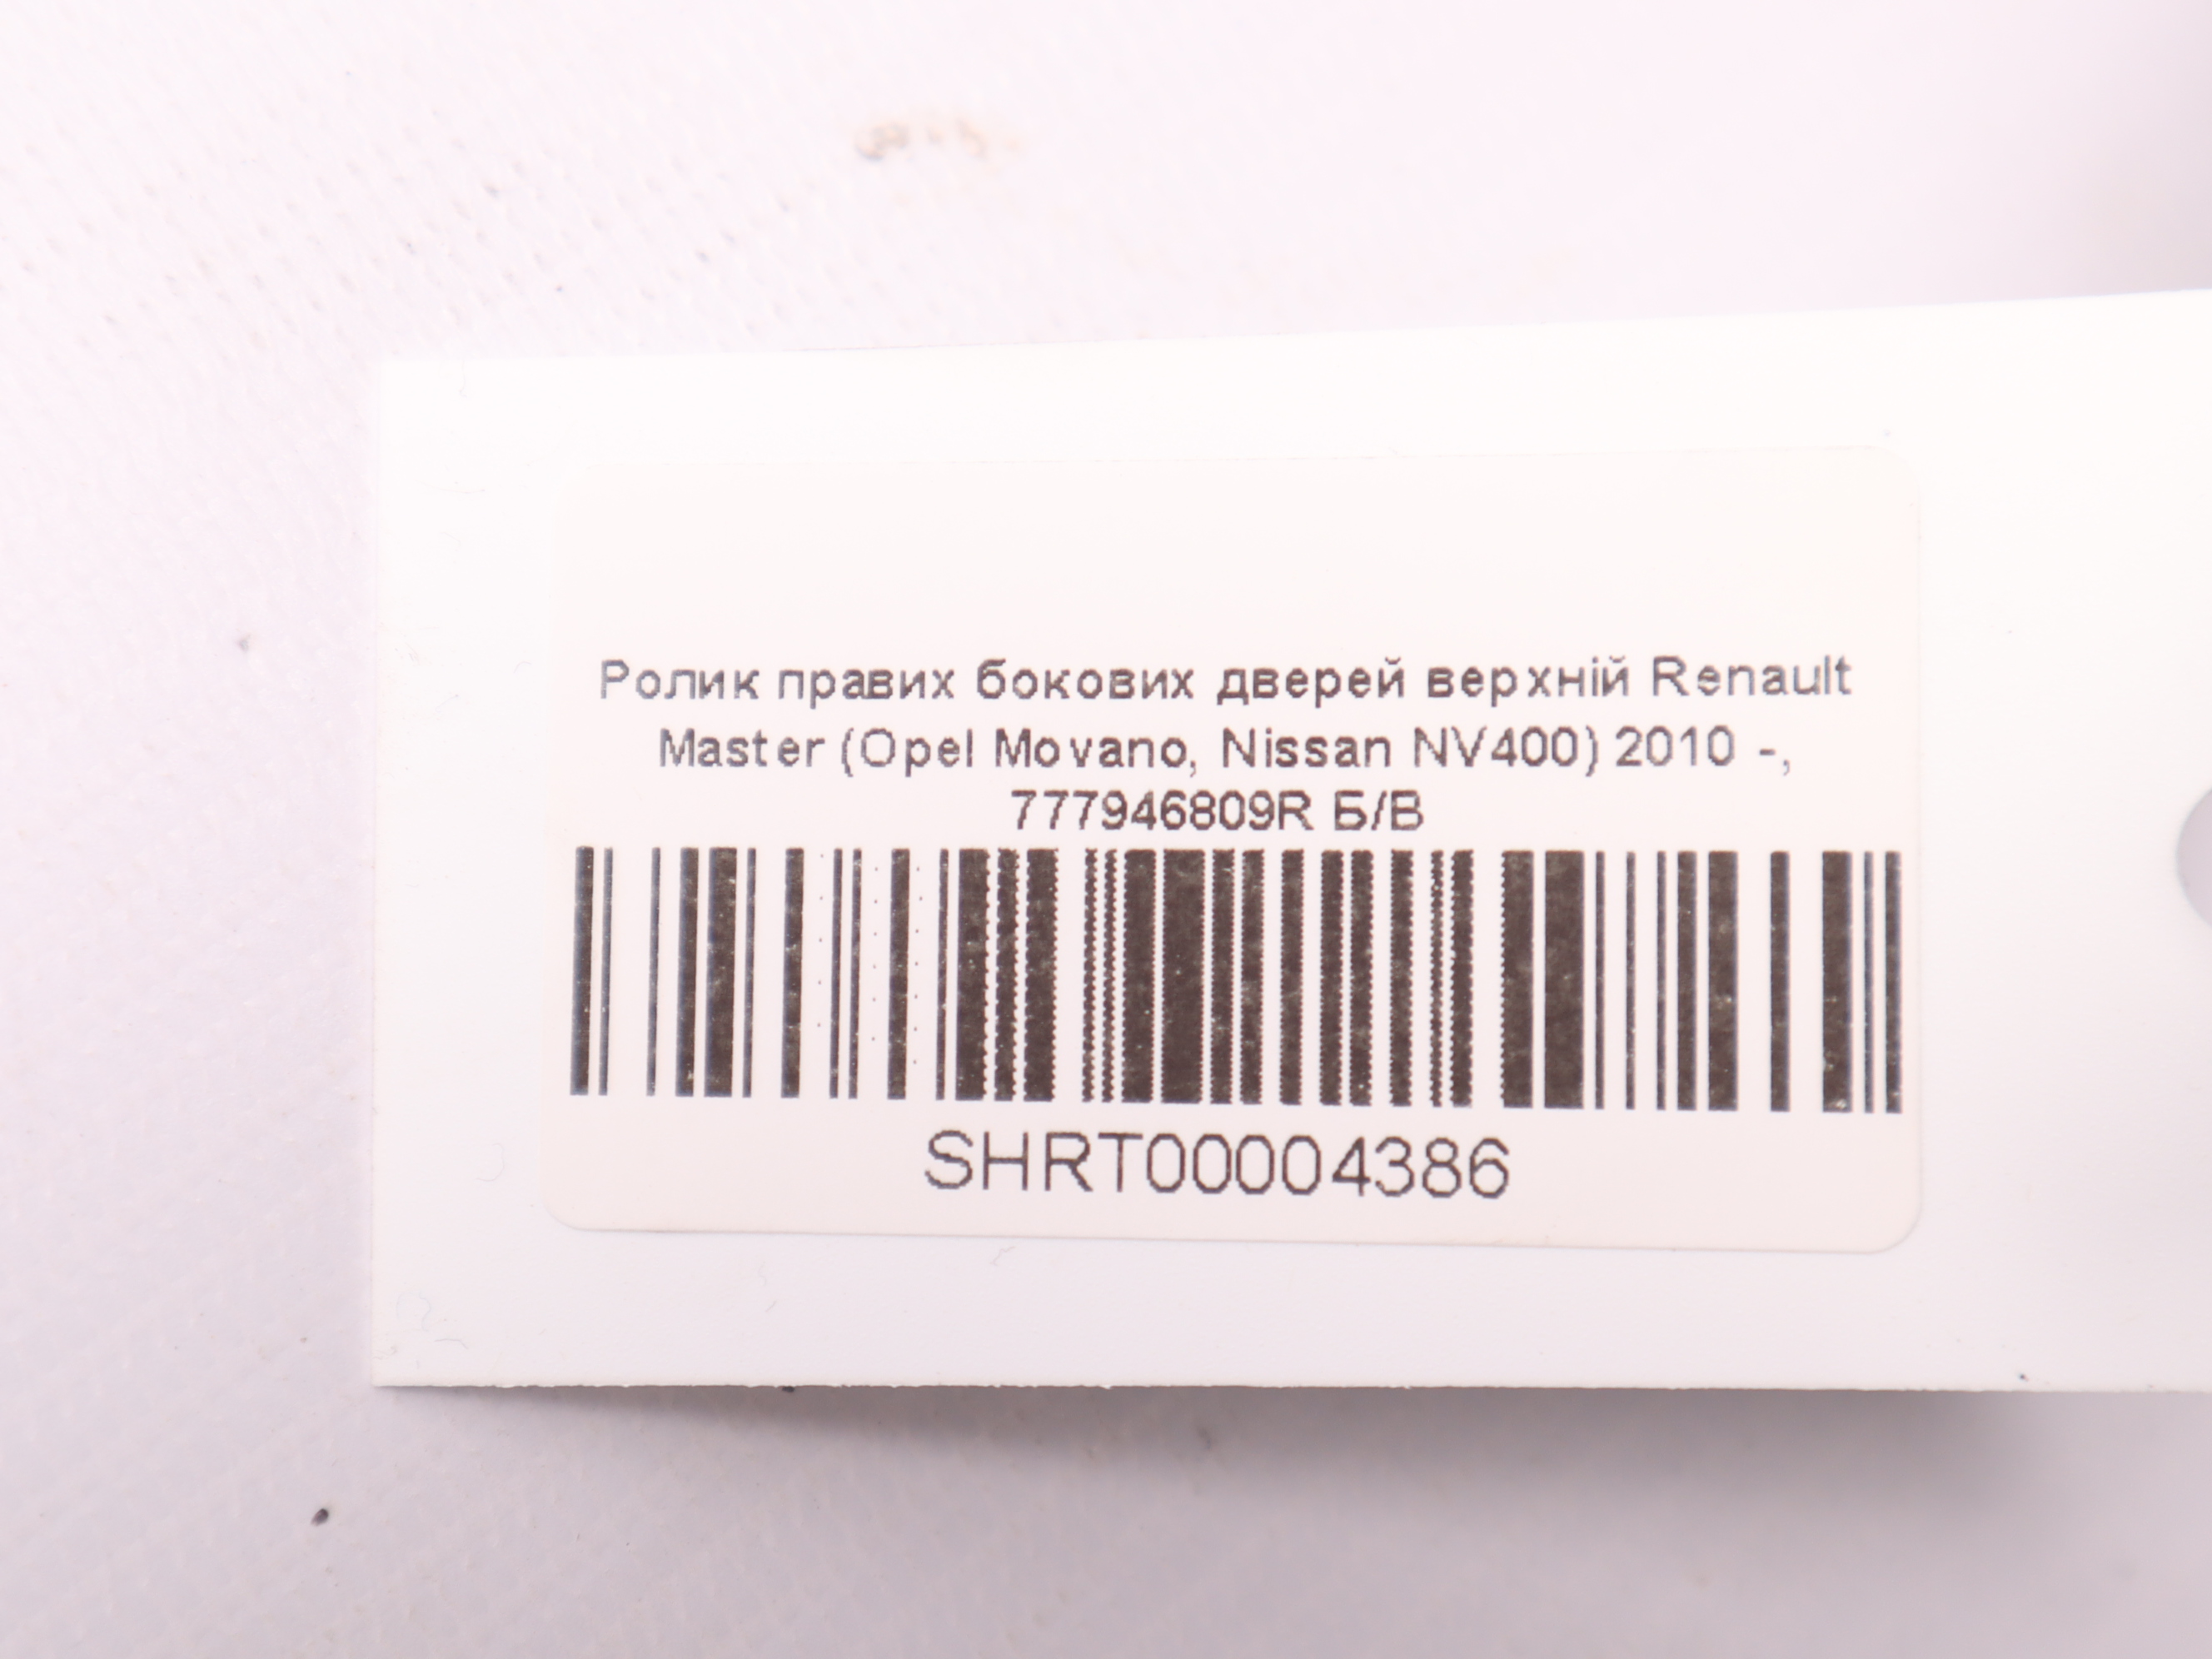 Ролик правих бокових дверей верхній Renault
Master (Opel Movano, Nissan NV400) 2010 -,
777946809R Б/В
SHRT00004386